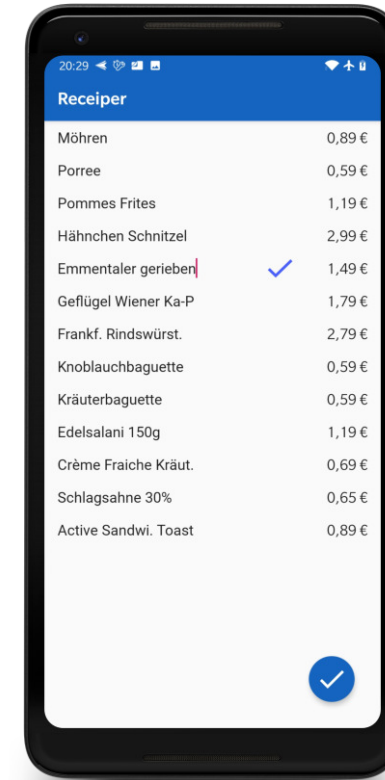 20:29
Receiper
Möhren 0,89 €
Porree 0,59 €
Pommes Frites 1,19 €
Hähnchen Schnitzel 2,99 €
Emmentaler gerieben 1,49 €
Geflügel Wiener Ka-P 1,79 €
Frankf. Rindswürst. 2,79 €
Knoblauchbaguette 0,59 €
Kräuterbaguette 0,59 €
Edelsalani 150g 1,19 €
Crème Fraiche Kräut. 0,69 €
Schlagsahne 30% 0,65 €
Active Sandwi. Toast 0,89 €